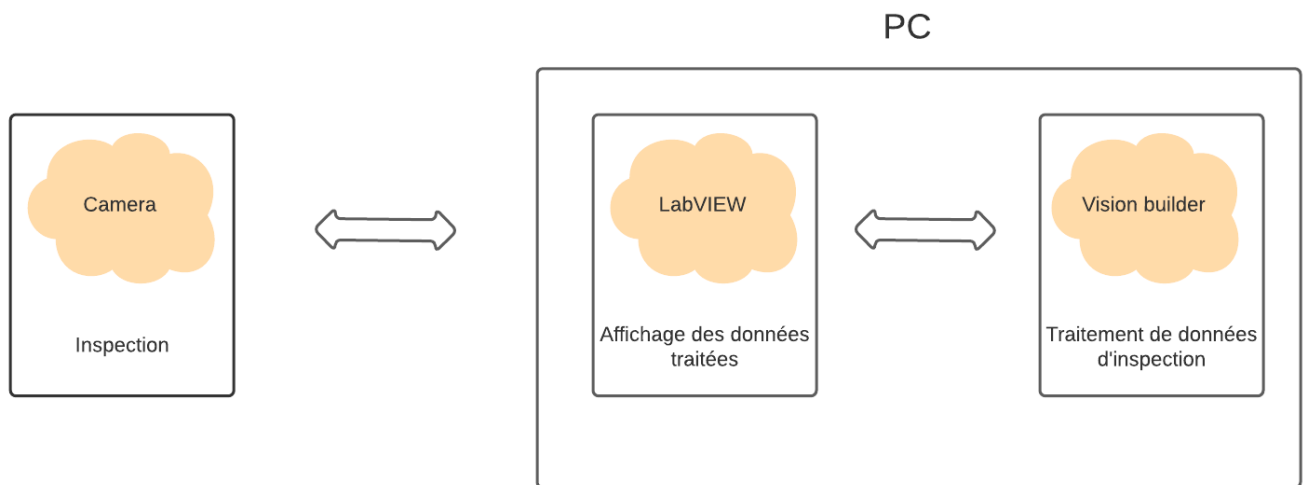 PC
Camera
Inspection
LabVIEW
Affichage des données
traitées
Vision builder
Traitement de données
d'inspection